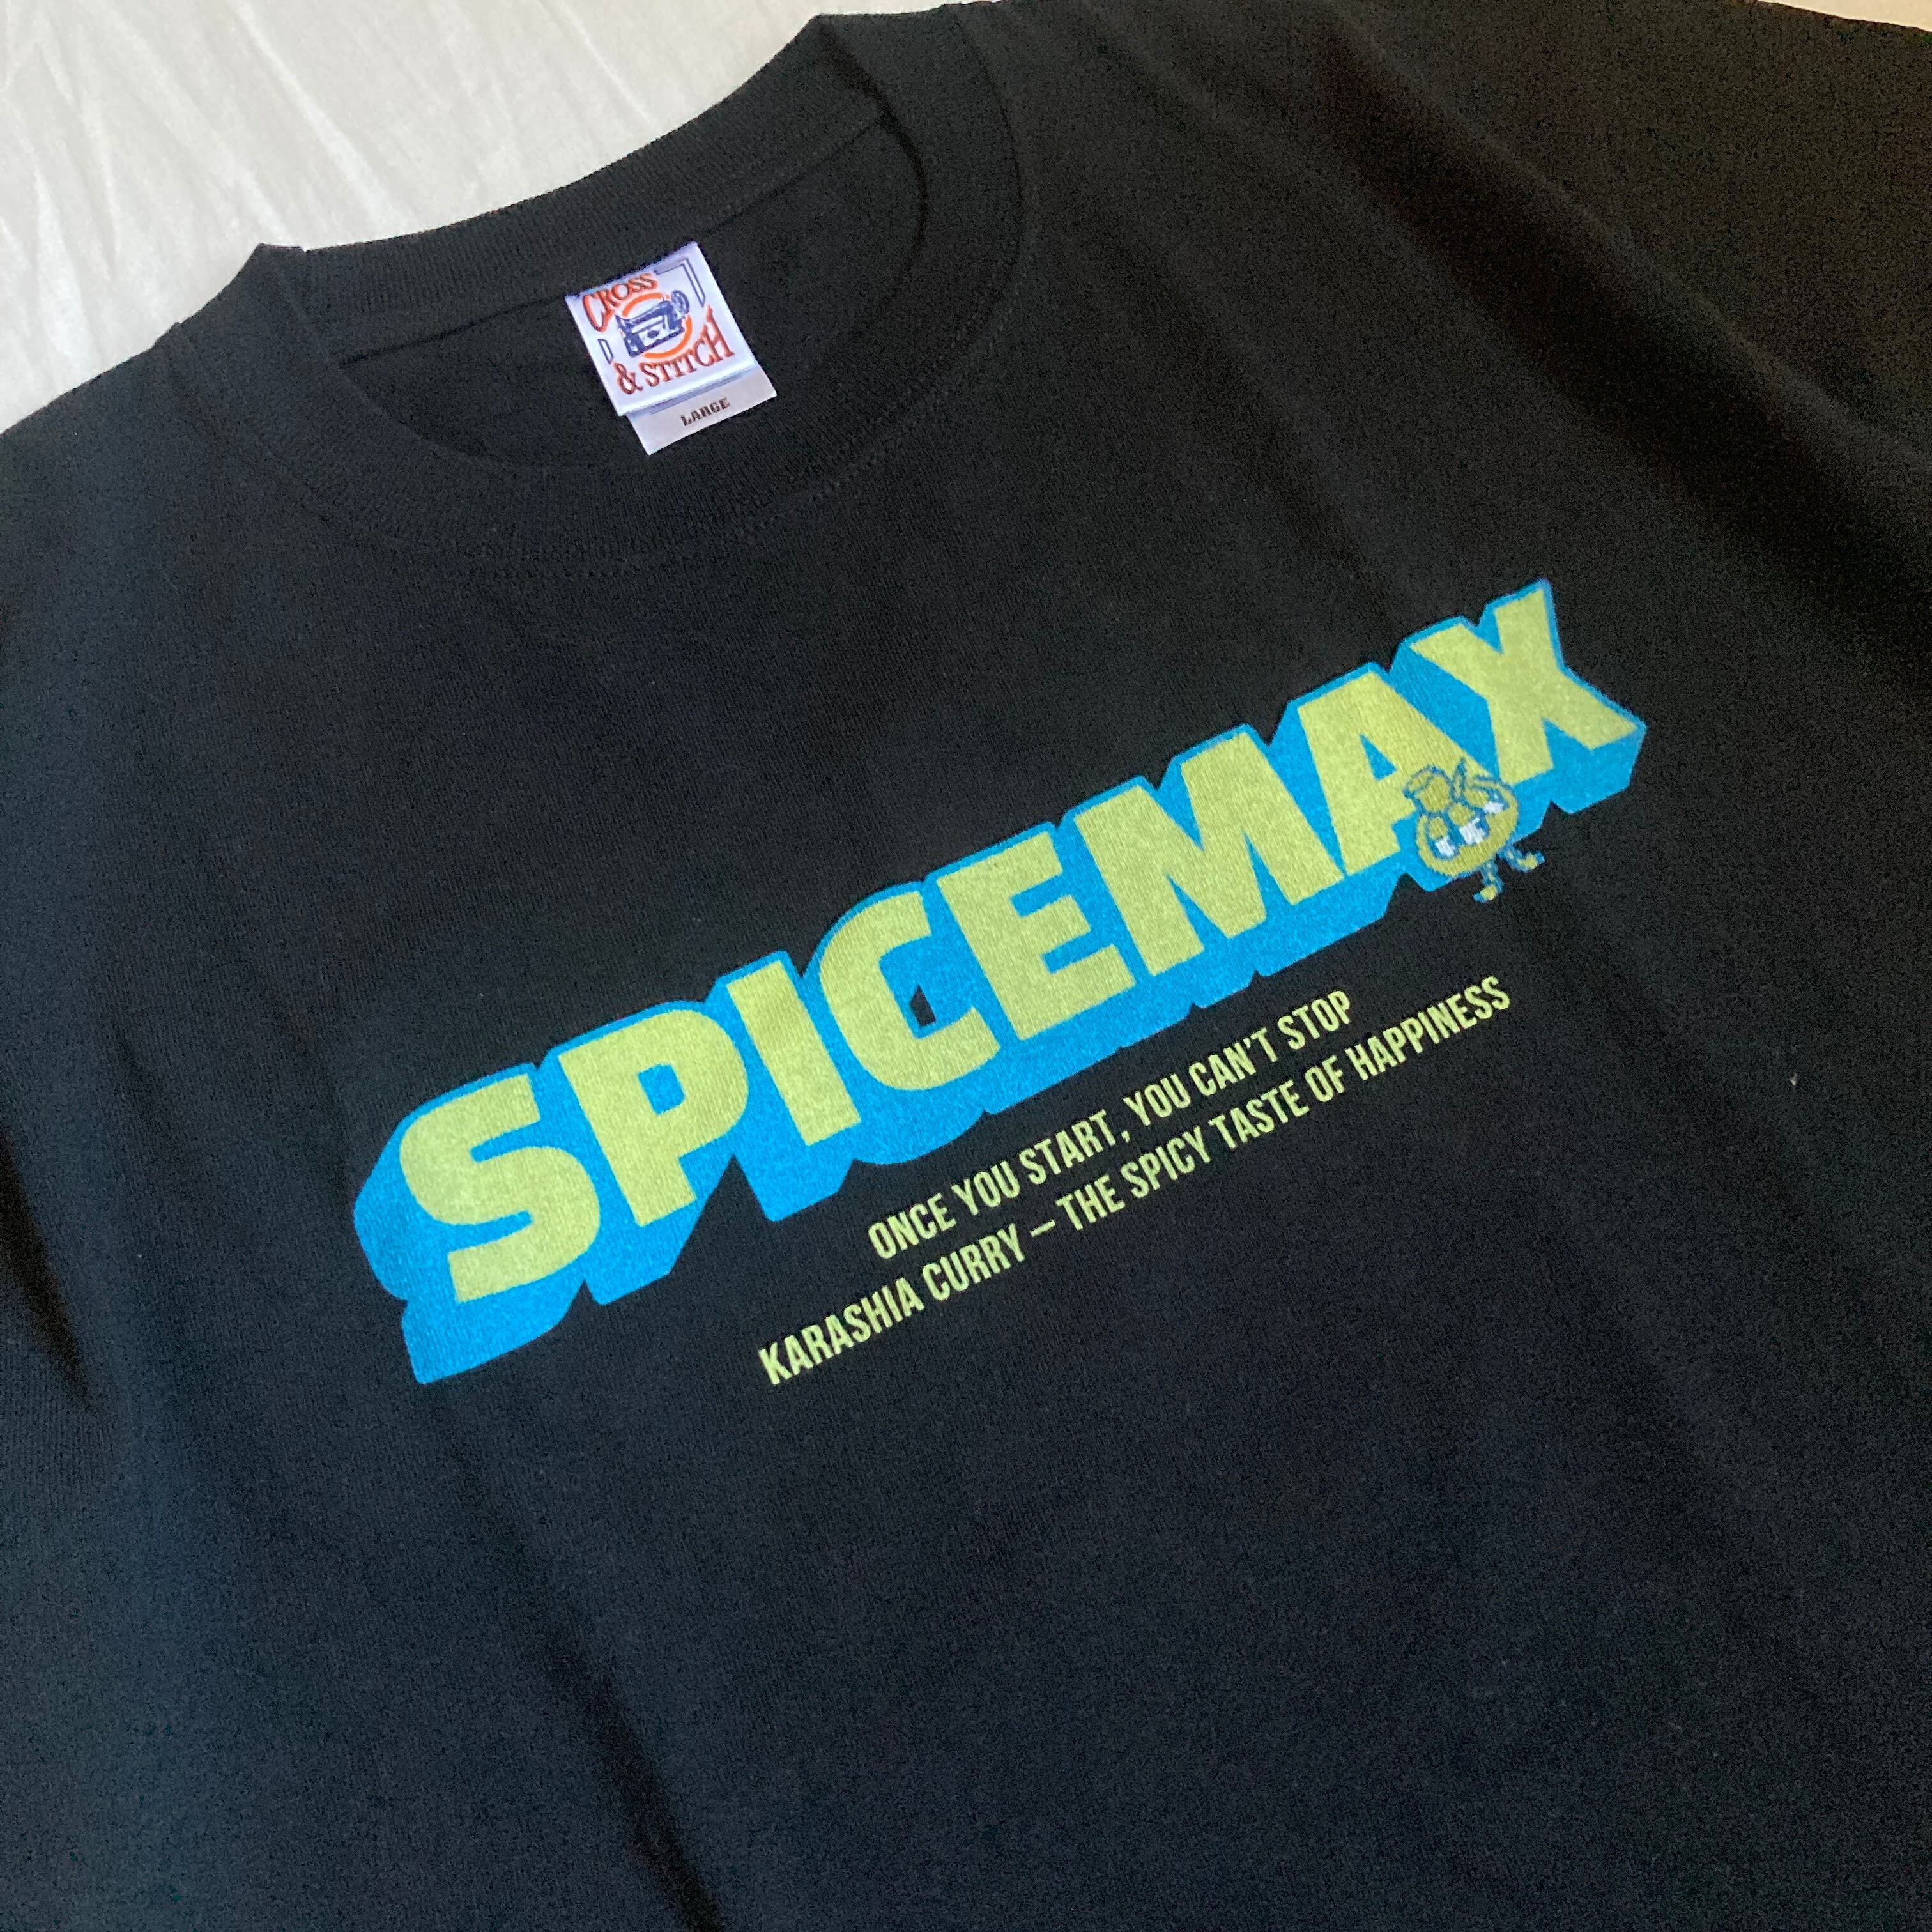 CROSS
& STITCH
LARGE
SPICEMAX
ONCE YOU START, YOU CAN'T STOP
KARASHIA CURRY – THE SPICY TASTE OF HAPPINESS